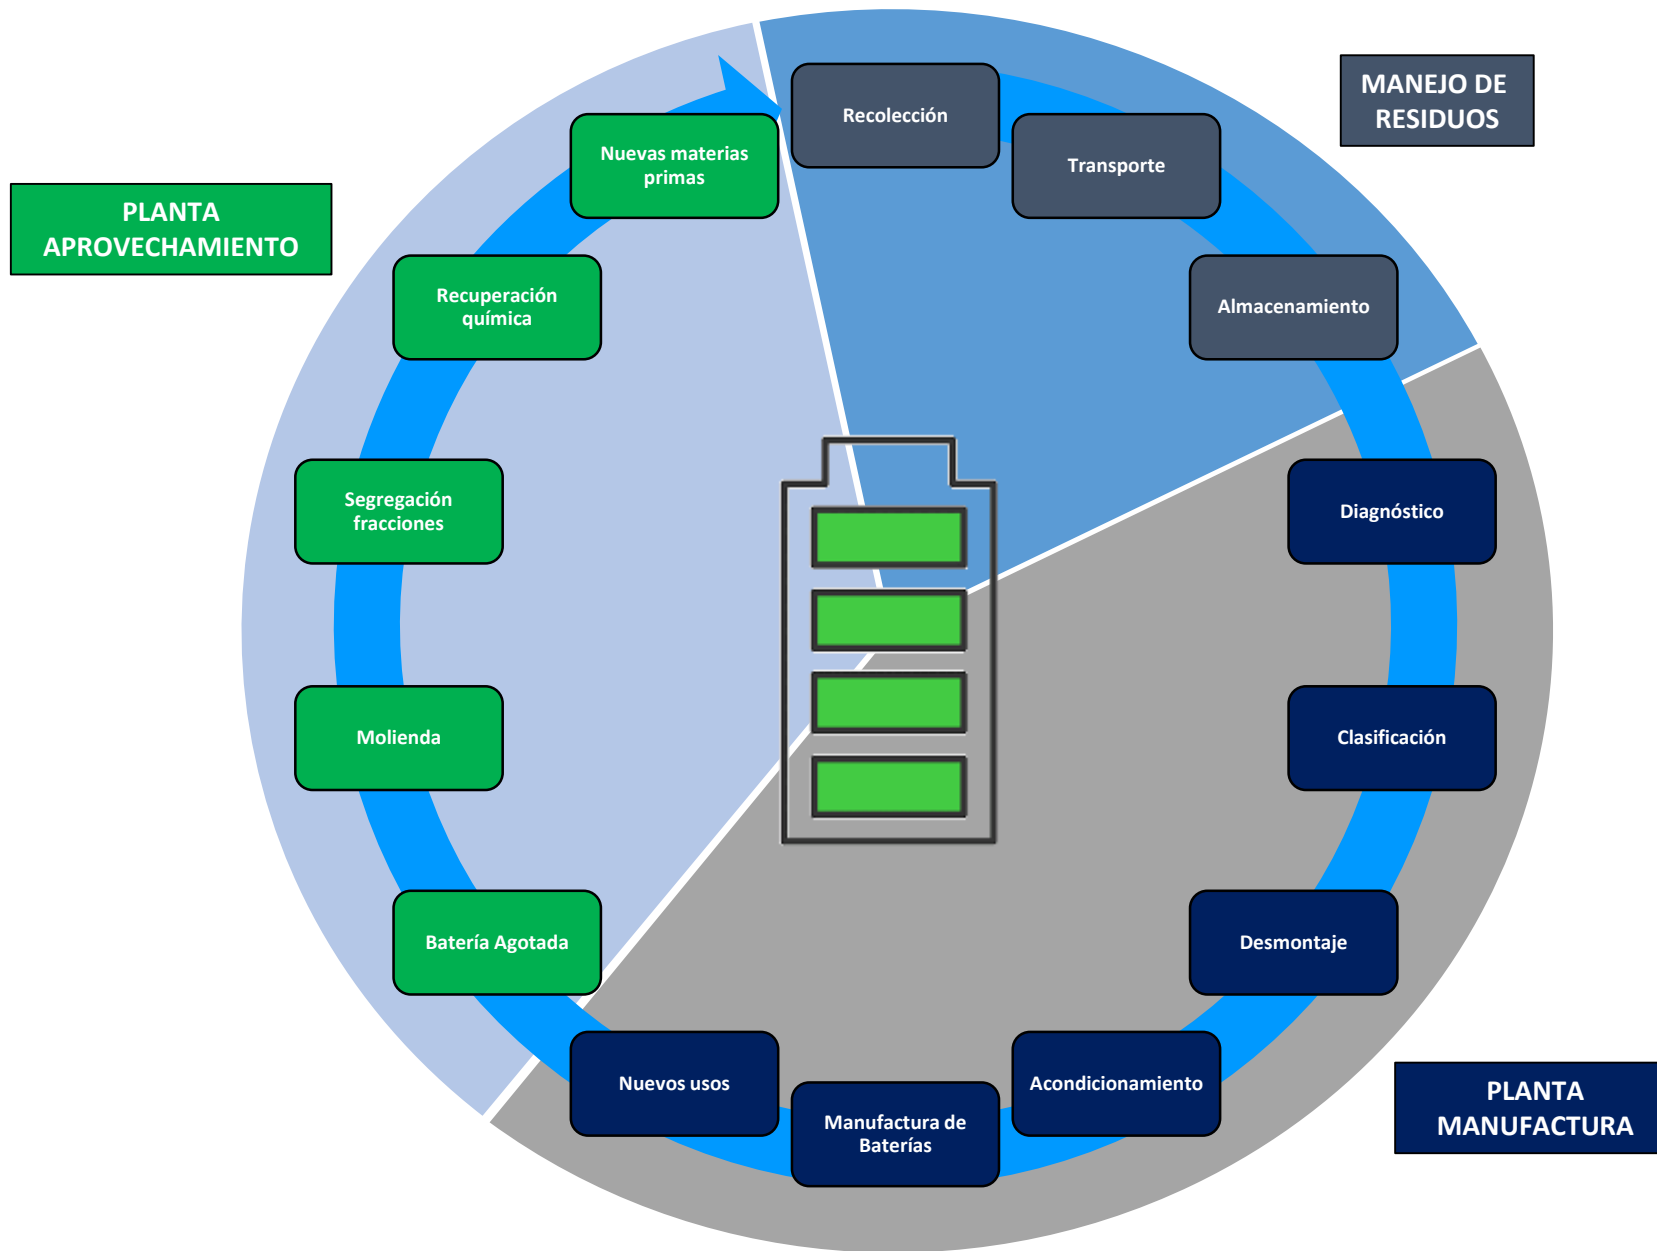 MANEJO DE
RESIDUOS
Recolección
Transporte
Almacenamiento
Diagnóstico
Clasificación
Desmontaje
Acondicionamiento
PLANTA
MANUFACTURA
Manufactura de
Baterías
Nuevos usos
Batería Agotada
Molienda
Segregación
fracciones
Recuperación
química
Nuevas materias
primas
PLANTA
APROVECHAMIENTO